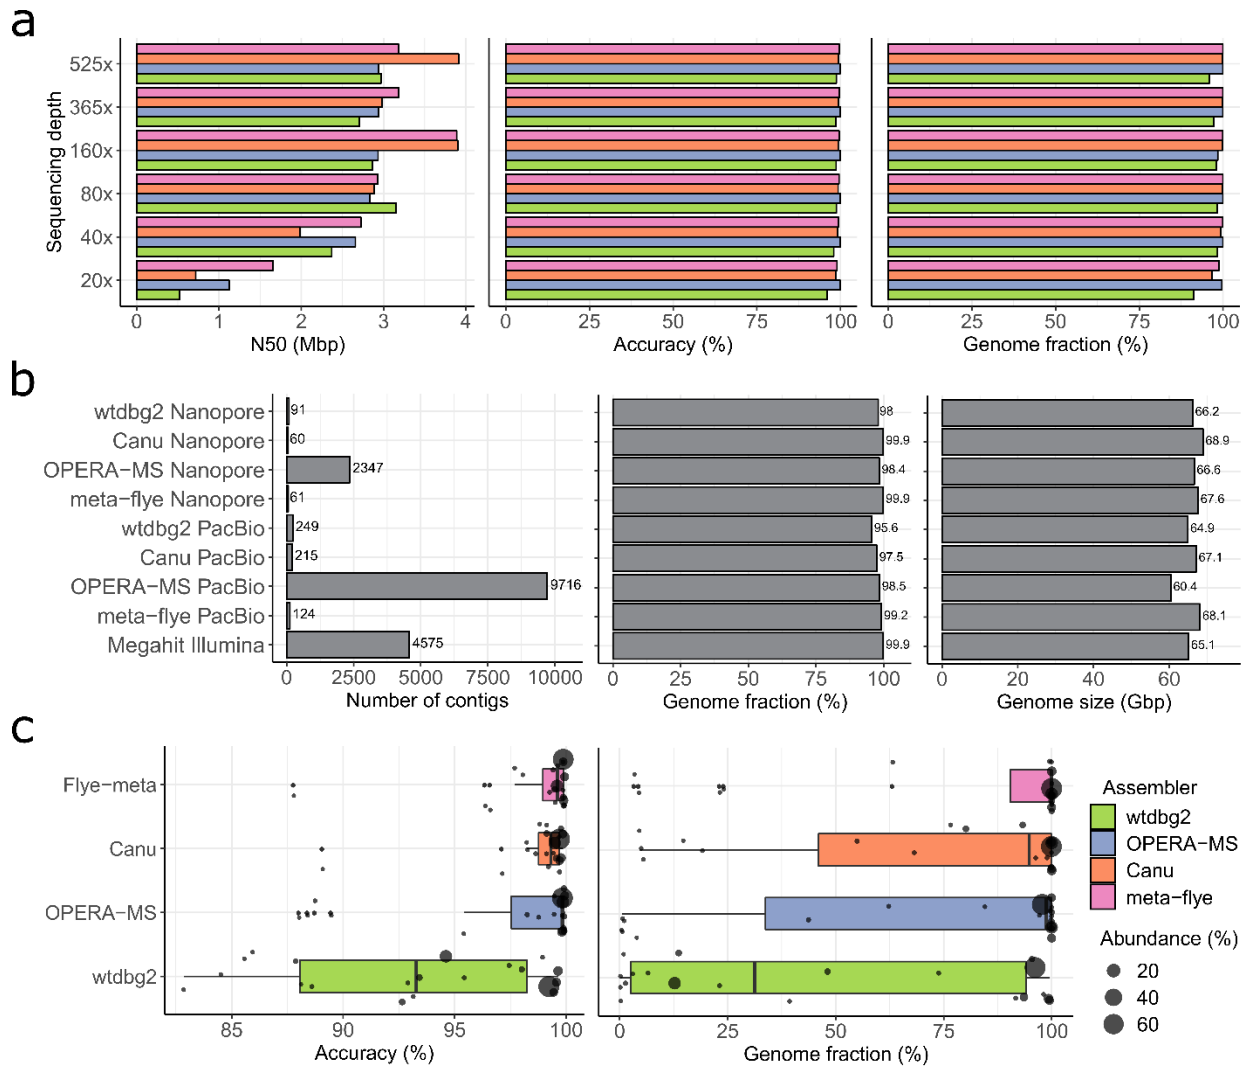 a
Sequencing depth
525x
365x
160x
80x
40x
20x
0 1 2 3 4
N50 (Mbp)
0 25 50 75 100
Accuracy (%)
0 25 50 75 100
Genome fraction (%)
b
wtdbg2 Nanopore
Canu Nanopore
OPERA−MS Nanopore
meta−flye Nanopore
wtdbg2 PacBio
Canu PacBio
OPERA−MS PacBio
meta−flye PacBio
Megahit Illumina
91
60
2347
61
249
215
9716
124
4575
0 2500 5000 7500 10000
Number of contigs
98
99.9
98.4
99.9
95.6
97.5
98.5
99.2
99.9
0 25 50 75 100
Genome fraction (%)
66.2
68.9
66.6
67.6
64.9
67.1
60.4
68.1
65.1
0 20 40 60
Genome size (Gbp)
c
Flye−meta
Canu
OPERA−MS
wtdbg2
85 90 95 100
Accuracy (%)
0 25 50 75 100
Genome fraction (%)
Assembler
wtdbg2
OPERA−MS
Canu
meta−flye
Abundance (%)
20
40
60